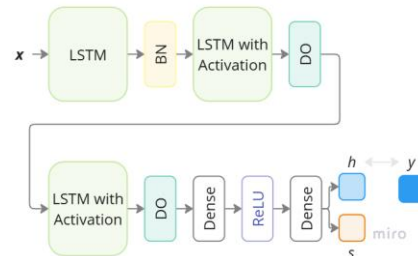 x
LSTM
BN
LSTM with
Activation
DO
LSTM with
Activation
DO
Dense
ReLU
Dense
h
y
s
miro